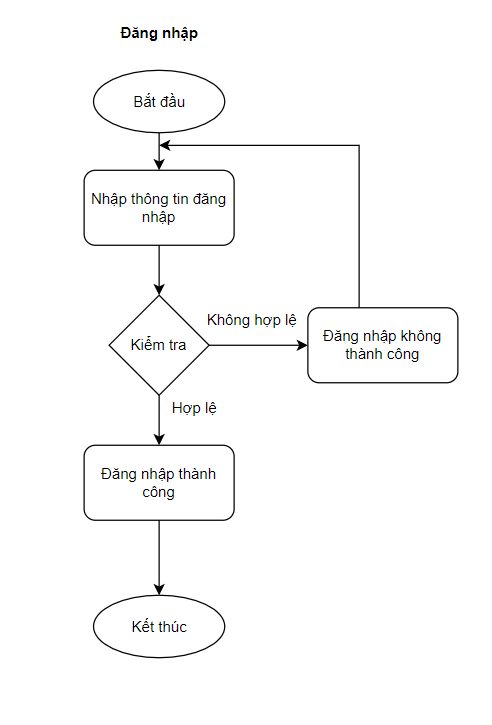 Đăng nhập
Bắt đầu
Nhập thông tin đăng
nhập
Không hợp lệ
Kiểm tra
Đăng nhập không
thành công
Hợp lệ
Đăng nhập thành
công
Kết thúc